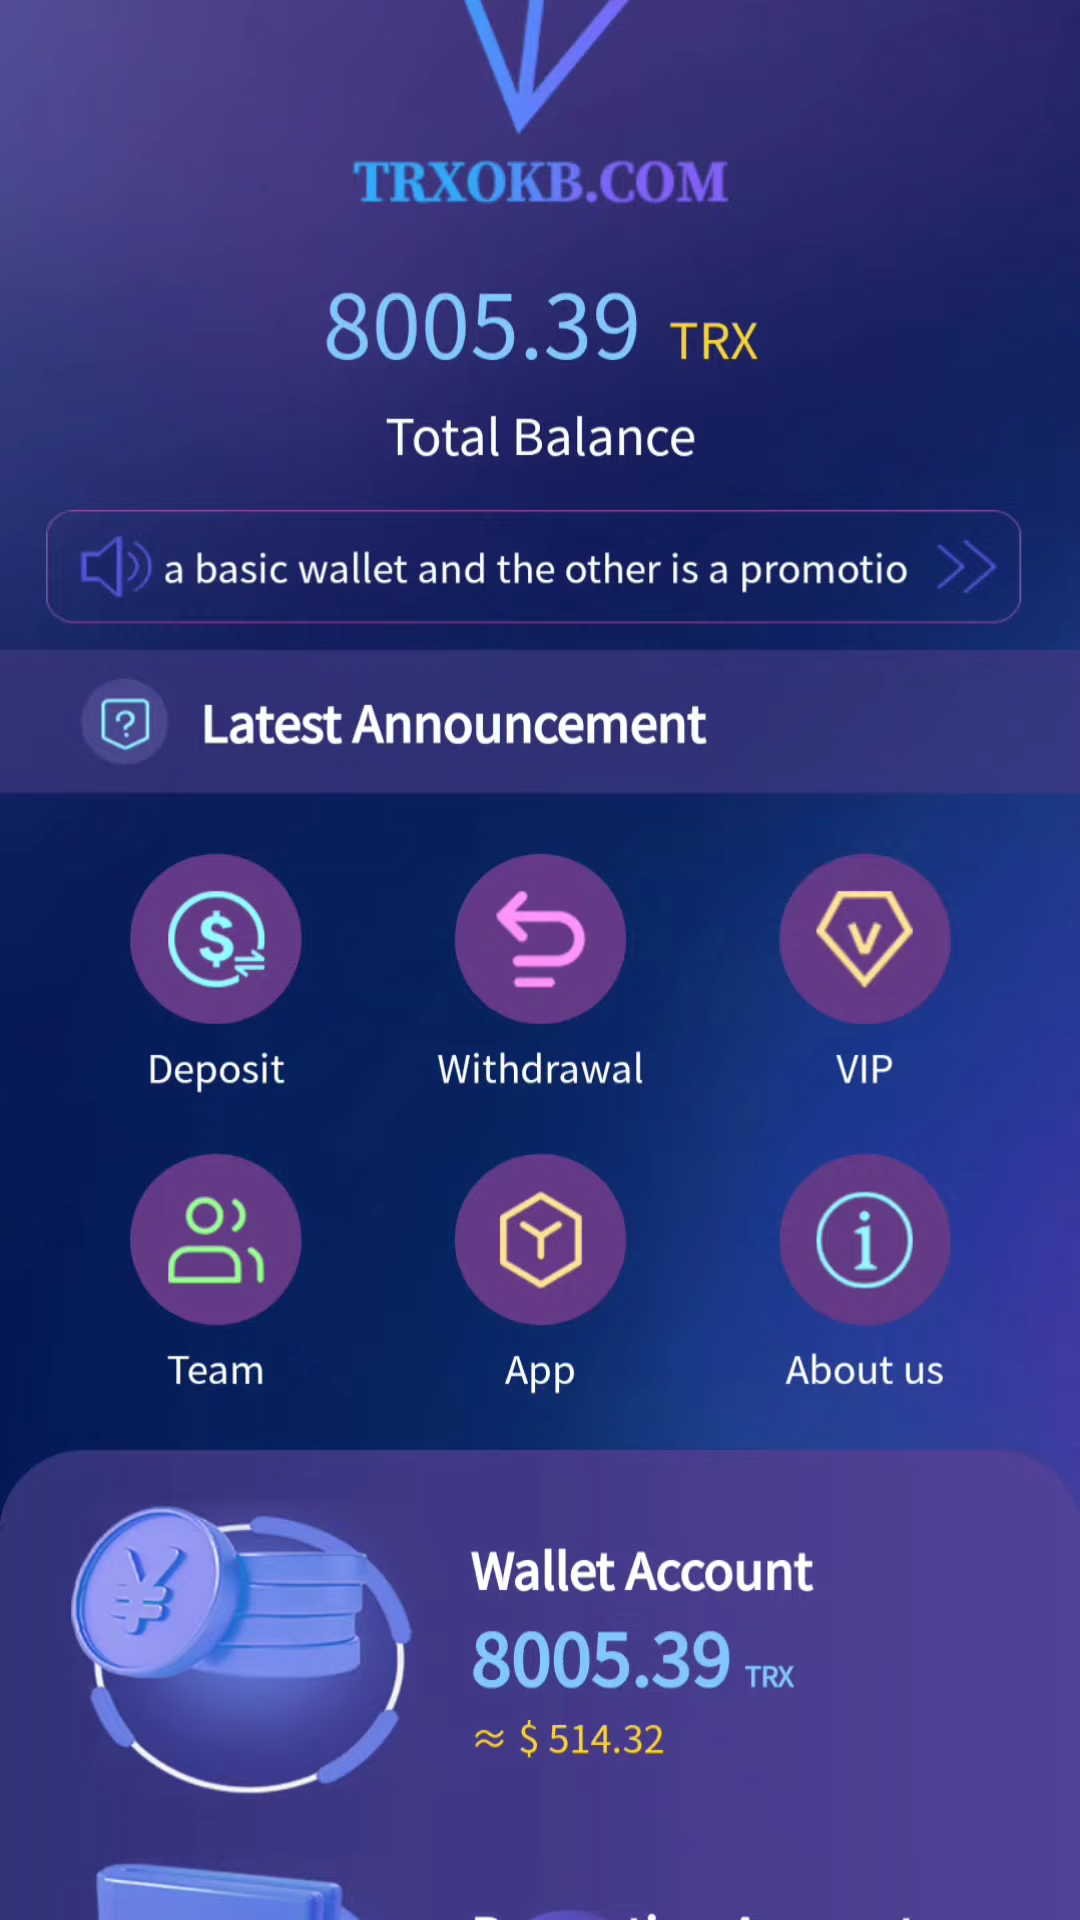 TRXOKB.COM
8005.39 TRX
Total Balance
a basic wallet and the other is a promotio
Latest Announcement
Deposit
Withdrawal
VIP
Team
App
About us
Wallet Account
8005.39 TRX
≈ $ 514.32